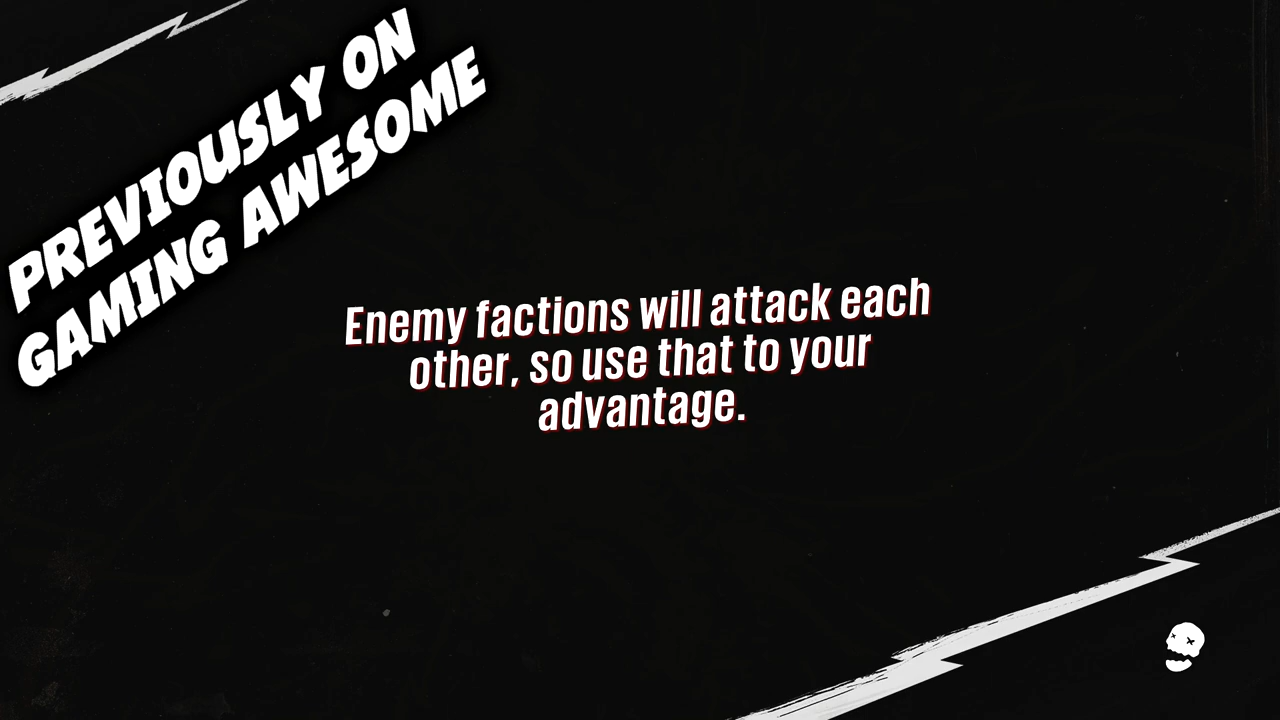 PREVIOUSLY ON
GAMING AWESOME
Enemy factions will attack each
other, so use that to your
advantage.